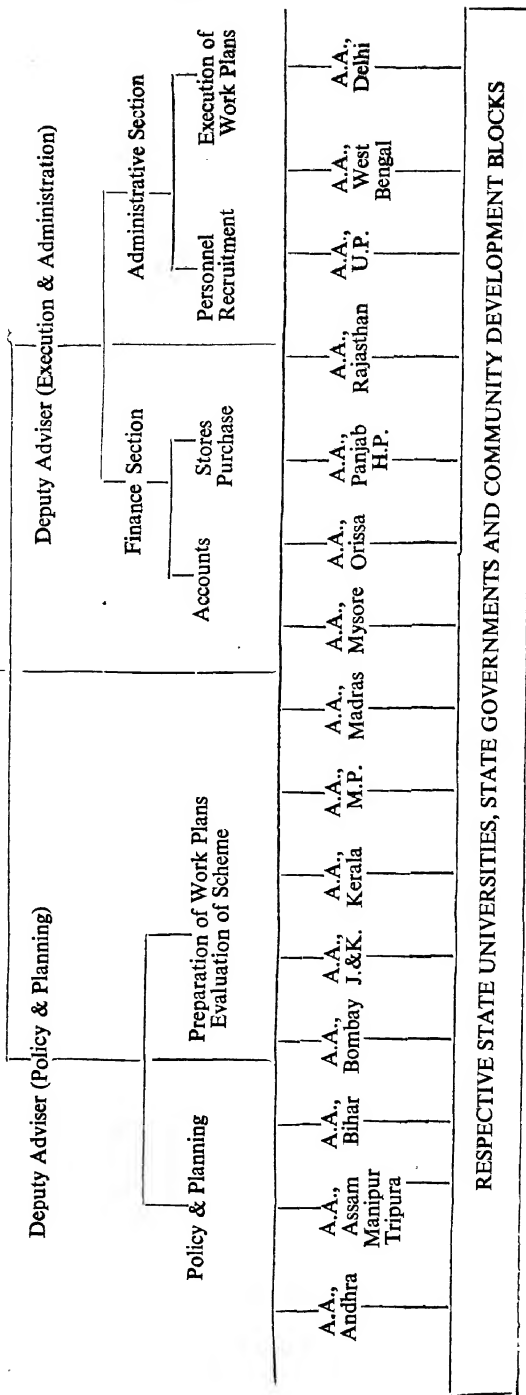 Deputy Adviser (Policy & Planning)
Deputy Adviser (Execution & Administration)
Policy & Planning
Preparation of Work Plans
Evaluation of Scheme
Finance Section
Administrative Section
Accounts
Stores
Purchase
Personnel
Recruitment
Execution of
Work Plans
A.A.,
Andhra
A.A.,
Assam
Manipur
Tripura
A.A.,
Bihar
A.A.,
Bombay
A.A.,
J.&K.
A.A.,
Kerala
A.A.,
M.P.
A.A.,
Madras
A.A.,
Mysore
A.A.,
Orissa
A.A.,
Panjab
H.P.
A.A.,
Rajasthan
A.A.,
U.P.
A.A.,
West
Bengal
A.A.,
Delhi
RESPECTIVE STATE UNIVERSITIES, STATE GOVERNMENTS AND COMMUNITY DEVELOPMENT BLOCKS